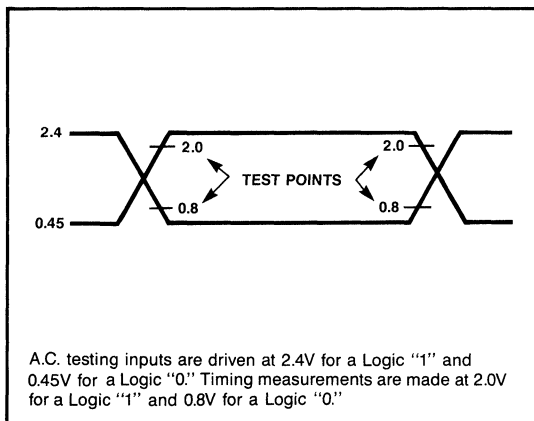 2.4
2.0
2.0
TEST POINTS
0.8
0.8
0.45
A.C. testing inputs are driven at 2.4V for a Logic “1” and
0.45V for a Logic “0.” Timing measurements are made at 2.0V
for a Logic “1” and 0.8V for a Logic “0.”